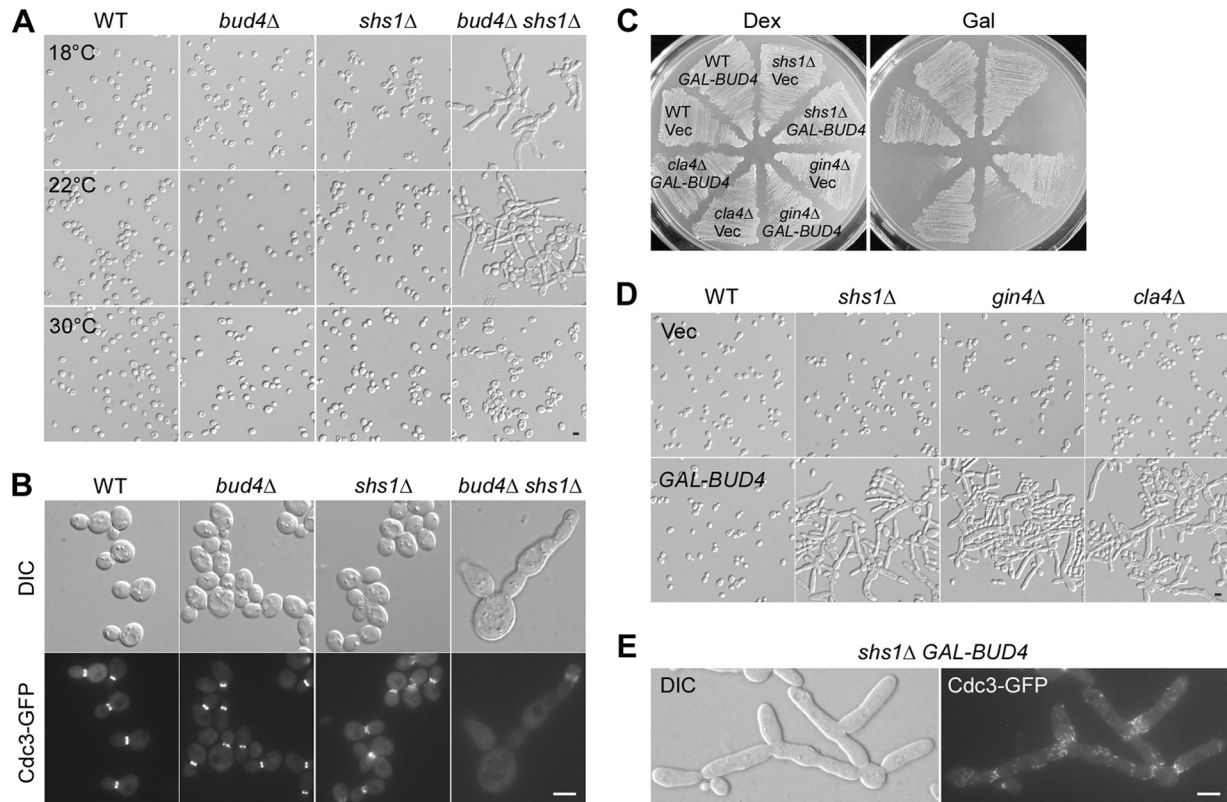 A
WT
bud4Δ
shs1Δ
bud4Δ shs1Δ
18°C
22°C
30°C
B
WT
bud4Δ
shs1Δ
bud4Δ shs1Δ
DIC
Cdc3-GFP
C
Dex
Gal
WT
GAL-BUD4
shs1Δ
Vec
WT
Vec
shs1Δ
GAL-BUD4
cla4Δ
GAL-BUD4
gin4Δ
Vec
cla4Δ
Vec
gin4Δ
GAL-BUD4
D
WT
shs1Δ
gin4Δ
cla4Δ
Vec
GAL-BUD4
E
shs1Δ GAL-BUD4
DIC
Cdc3-GFP